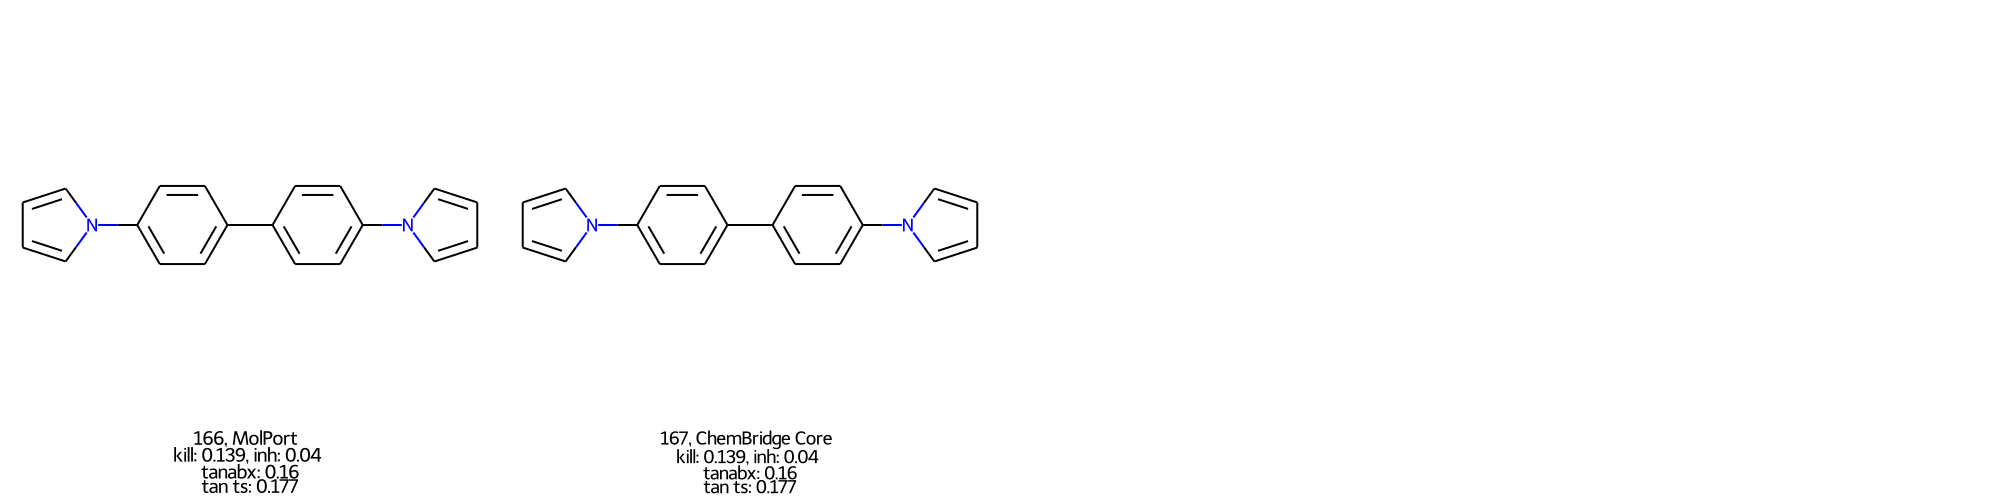 N
N
N
N
166, MolPort
kill: 0.139, inh: 0.04
tanabx: 0.16
tan ts: 0.177
167, ChemBridge Core
kill: 0.139, inh: 0.04
tanabx: 0.16
tan ts: 0.177